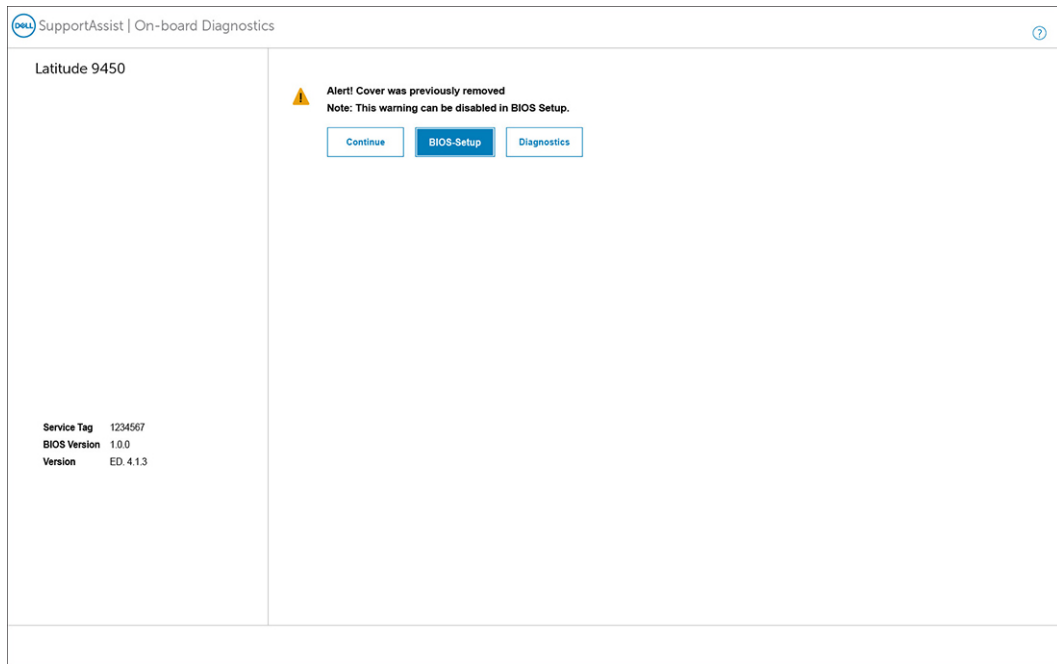 DELL SupportAssist | On-board Diagnostics
?
Latitude 9450
Alert! Cover was previously removed
Note: This warning can be disabled in BIOS Setup.
Continue BIOS-Setup Diagnostics
Service Tag 1234567
BIOS Version 1.0.0
Version ED. 4.1.3